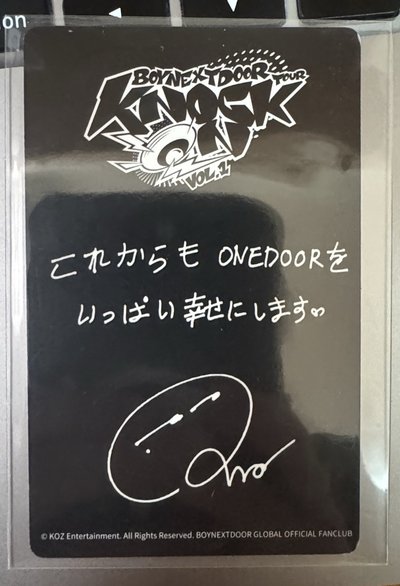 on
BOYNEXTDOOR TOUR
KNOCK
ON
VOL.1
これからも ONEDOORを
いっぱい幸せにします。
© KOZ Entertainment. All Rights Reserved. BOYNEXTDOOR GLOBAL OFFICIAL FANCLUB